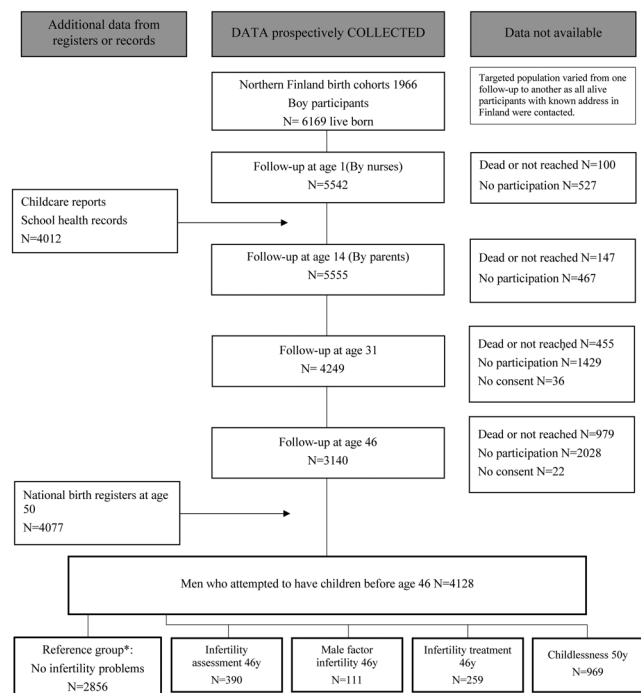 Additional data from
registers or records
DATA prospectively COLLECTED
Data not available
Northern Finland birth cohorts 1966
Boy participants
N= 6169 live born
Targeted population varied from one
follow-up to another as all alive
participants with known address in
Finland were contacted.
Follow-up at age 1(By nurses)
N=5542
Dead or not reached N=100
No participation N=527
Childcare reports
School health records
N=4012
Follow-up at age 14 (By parents)
N=5555
Dead or not reached N=147
No participation N=467
Follow-up at age 31
N= 4249
Dead or not reached N=455
No participation N=1429
No consent N=36
Follow-up at age 46
N=3140
Dead or not reached N=979
No participation N=2028
No consent N=22
National birth registers at age
50
N=4077
Men who attempted to have children before age 46 N=4128
Reference group*:
No infertility problems
N=2856
Infertility
assessment 46y
N=390
Male factor
infertility 46y
N=111
Infertility treatment
46y
N=259
Childlessness 50y
N=969